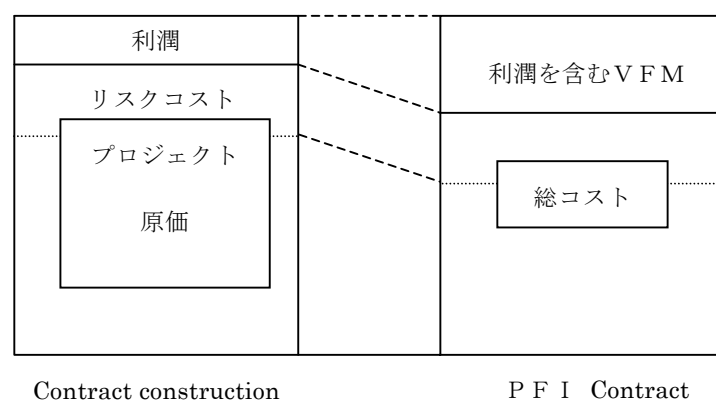 利潤
リスクコスト
プロジェクト
原価
利潤を含むＶＦＭ
総コスト
Contract construction
ＰＦＩ Contract